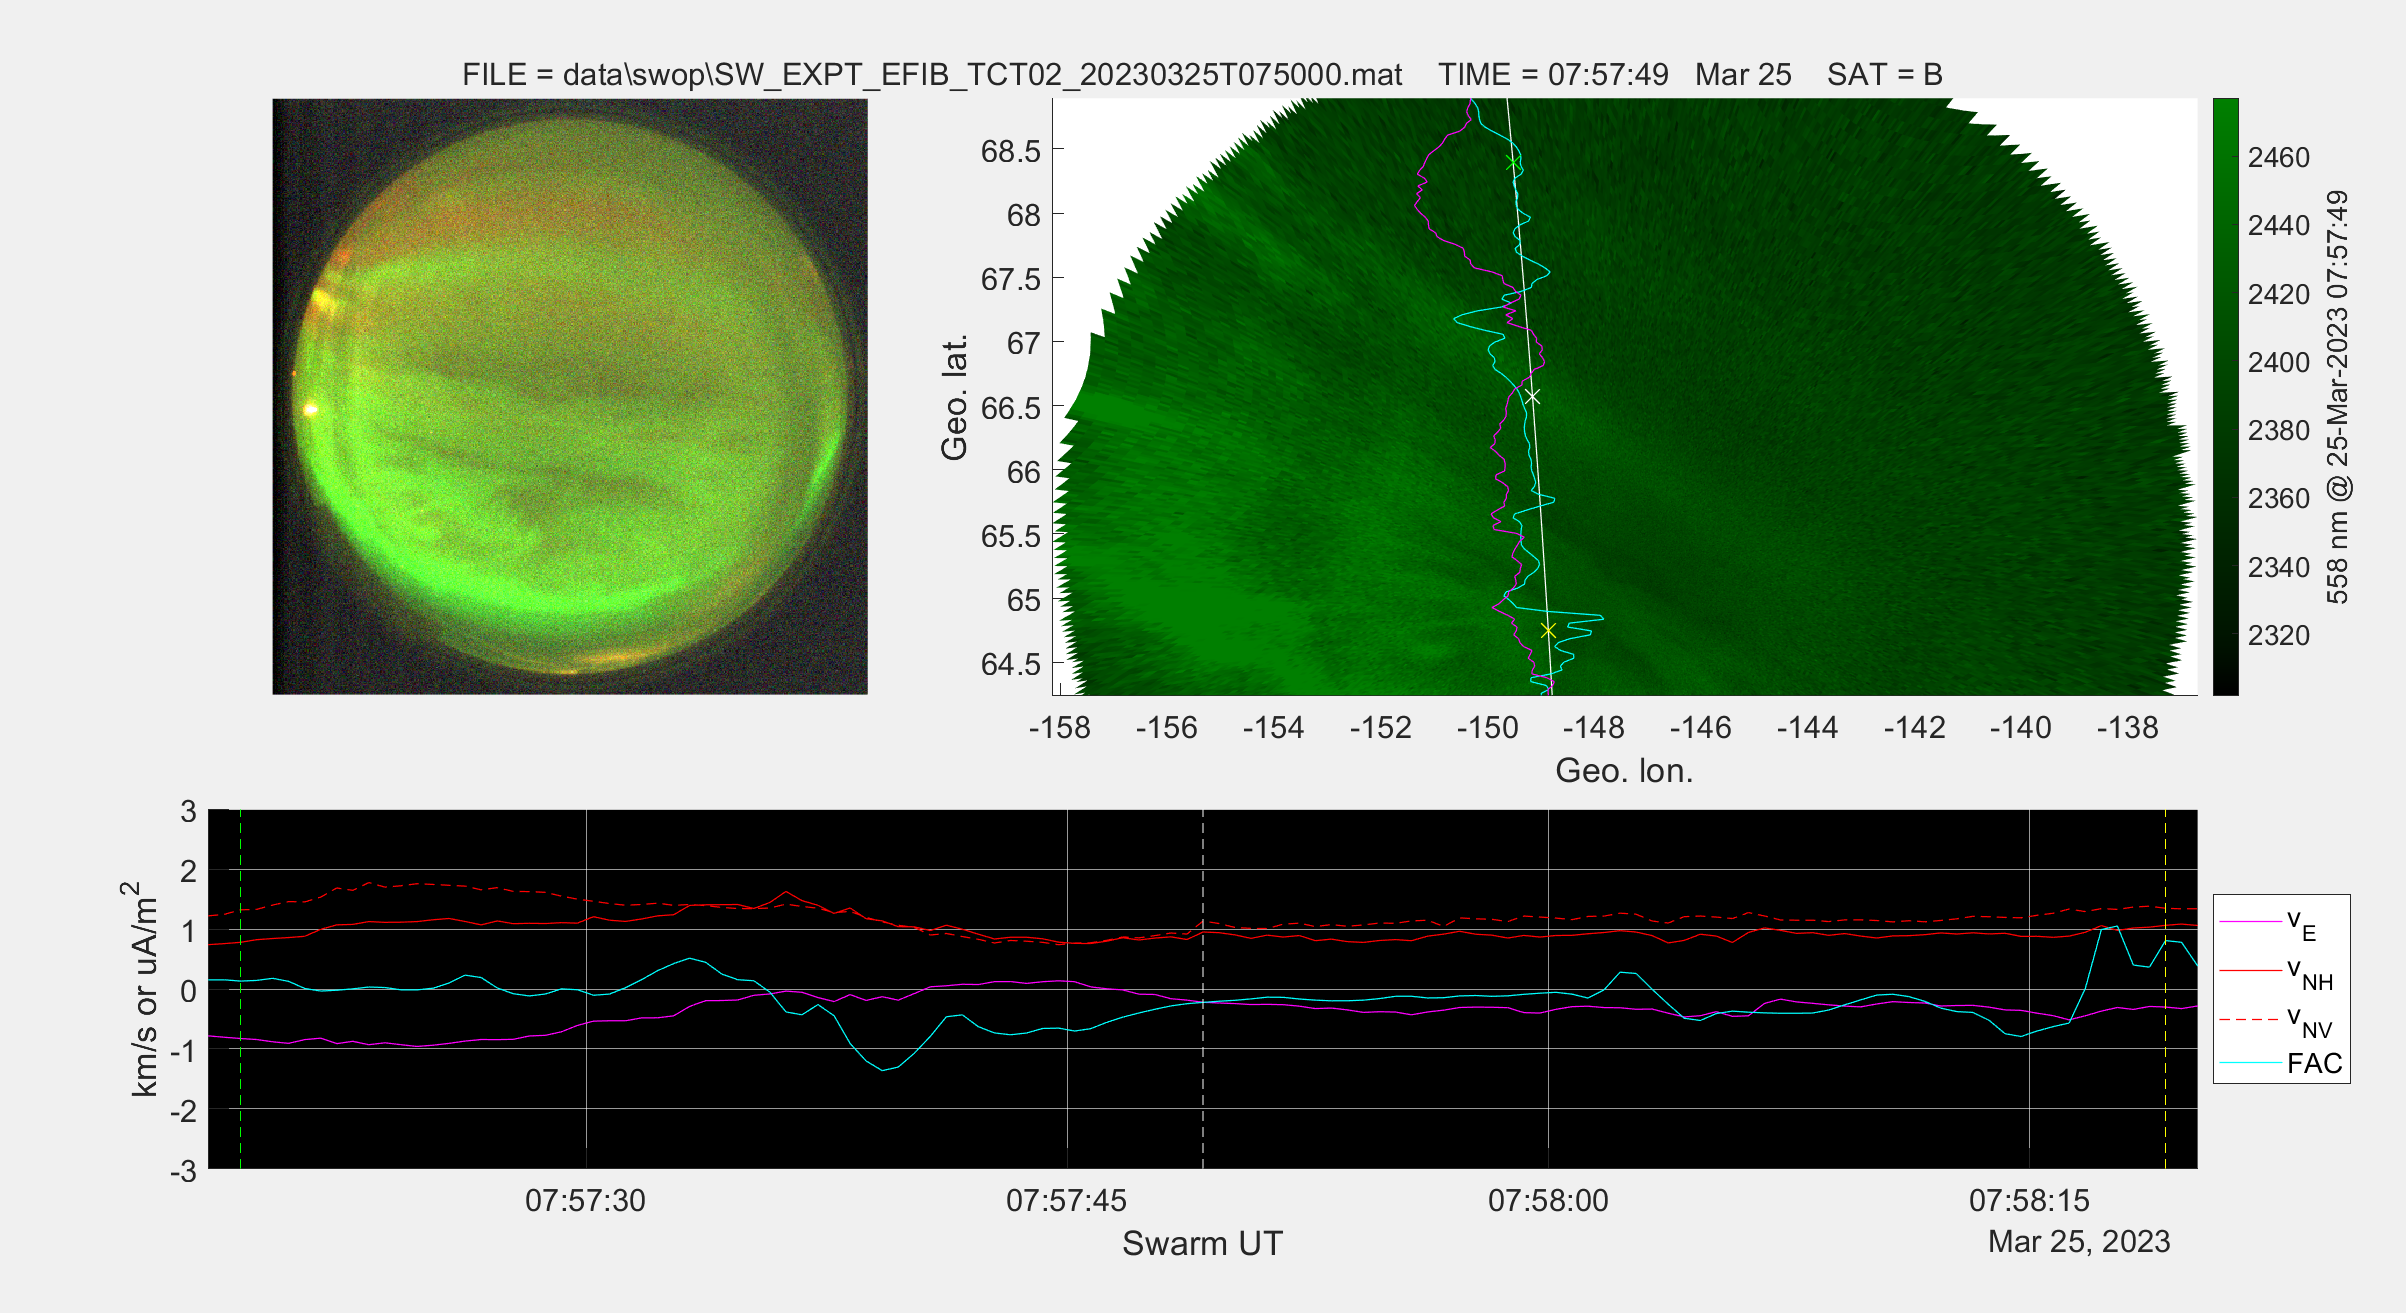 FILE = data\swop\SW_EXPT_EFIB_TCT02_20230325T075000.mat TIME = 07:57:49 Mar 25 SAT = B
68.5
68
67.5
67
66.5
66
65.5
65
64.5
Geo. lat.
-158 -156 -154 -152 -150 -148 -146 -144 -142 -140 -138
Geo. lon.
2460
2440
2420
2400
2380
2360
2340
2320
558 nm @ 25-Mar-2023 07:57:49
3
2
1
0
-1
-2
-3
km/s or uA/m2
07:57:30 07:57:45 07:58:00 07:58:15
Swarm UT
Mar 25, 2023
vE
vNH
vNV
FAC